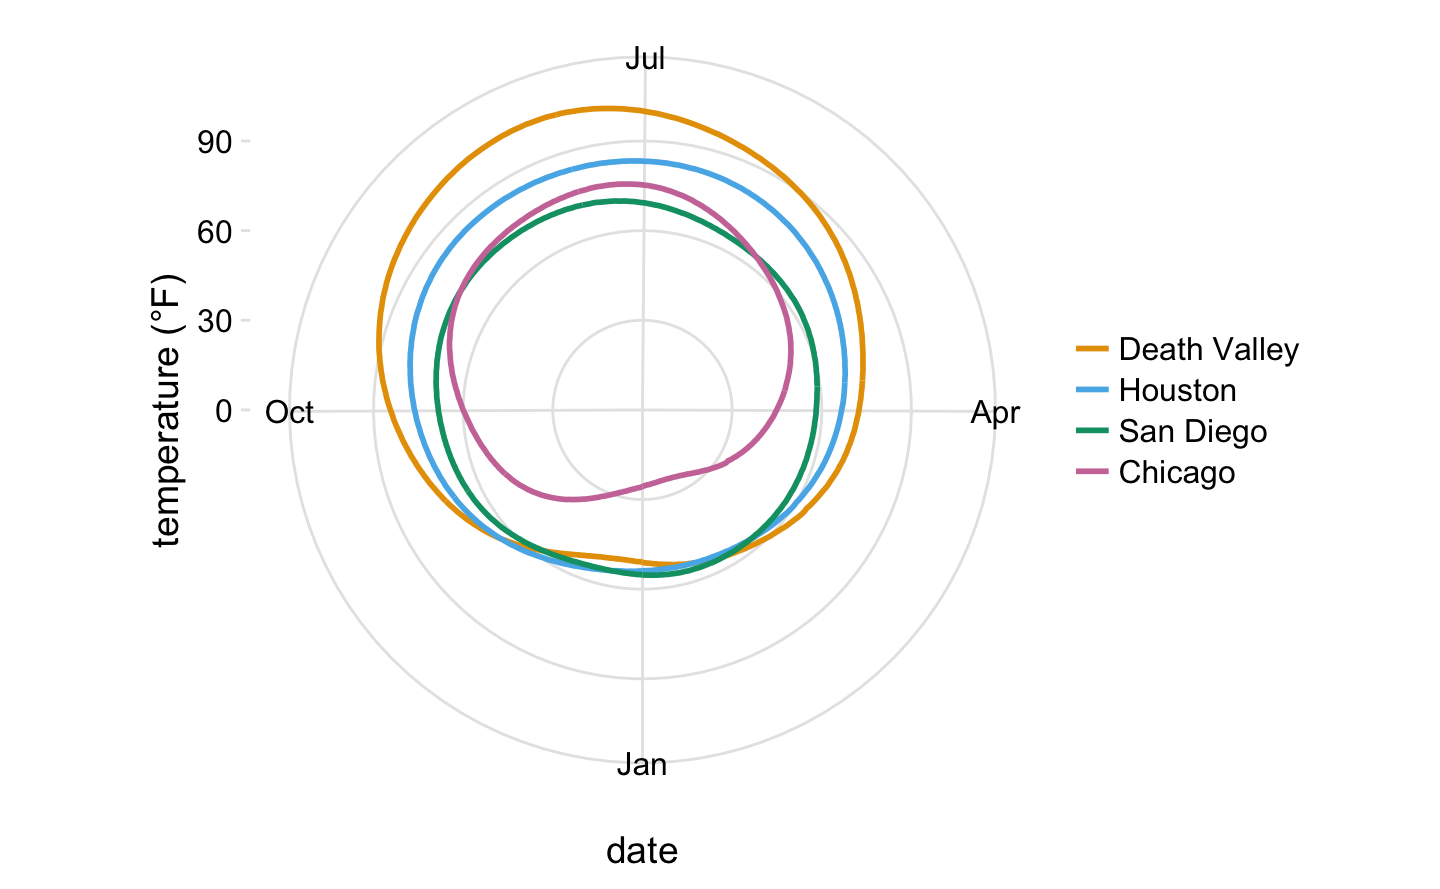 Jul
90
60
30
0
temperature (°F)
Oct
Apr
Jan
date
Death Valley
Houston
San Diego
Chicago